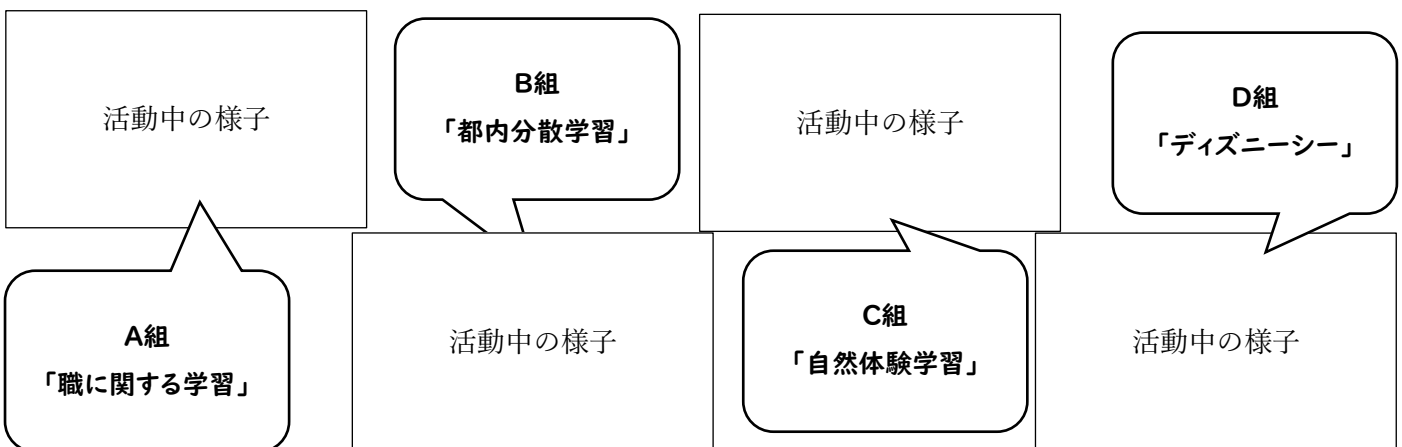 活動中の様子
B組
「都内分散学習」
活動中の様子
D組
「ディズニーシー」
A組
「職に関する学習」
活動中の様子
C組
「自然体験学習」
活動中の様子